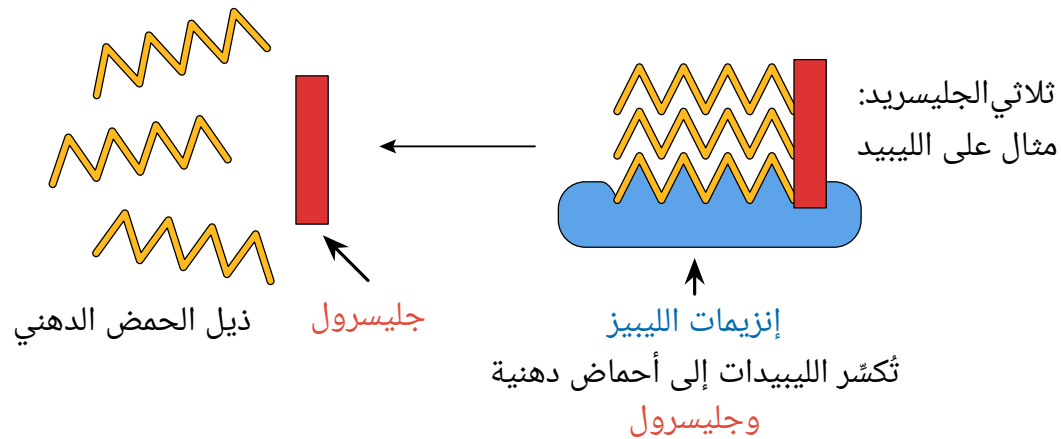 ثلاثي الجليسريد:
مثال على الليبيد
إنزيمات الليبيز
تُكسِّر الليبيدات إلى أحماض دهنية
وجليسرول
جليسرول
ذيل الحمض الدهني